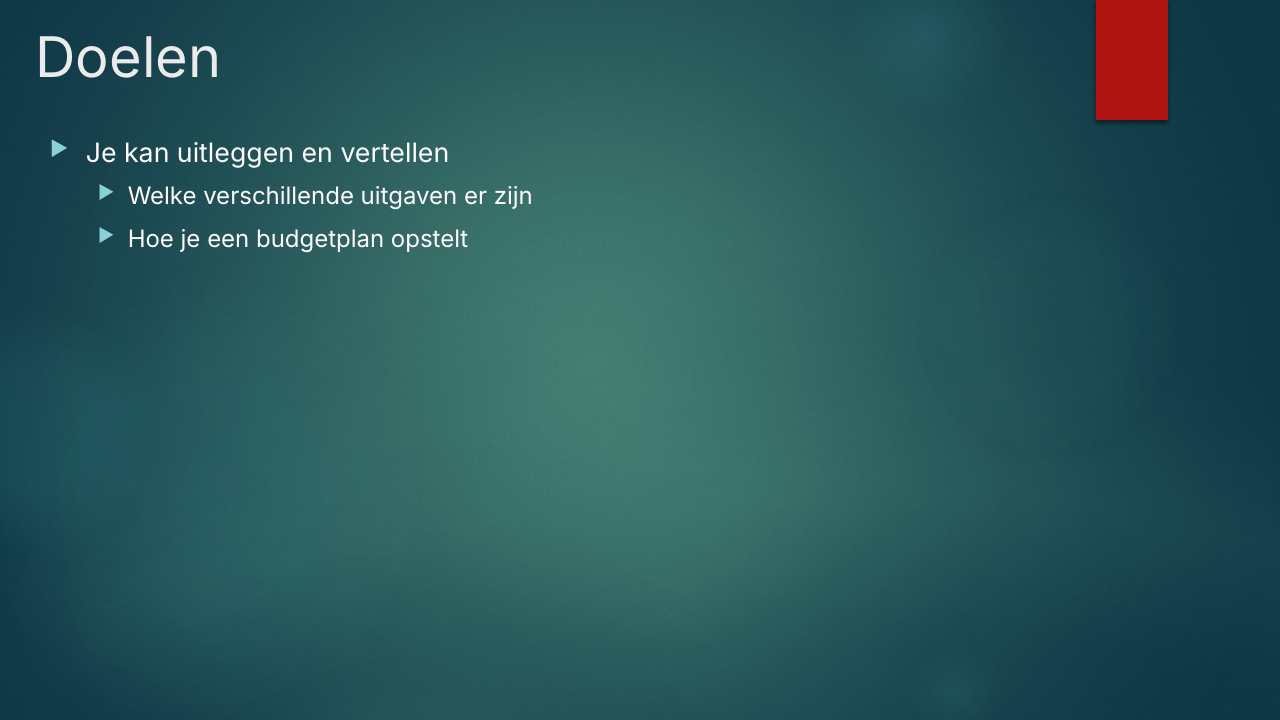 Doelen
Je kan uitleggen en vertellen
Welke verschillende uitgaven er zijn
Hoe je een budgetplan opstelt